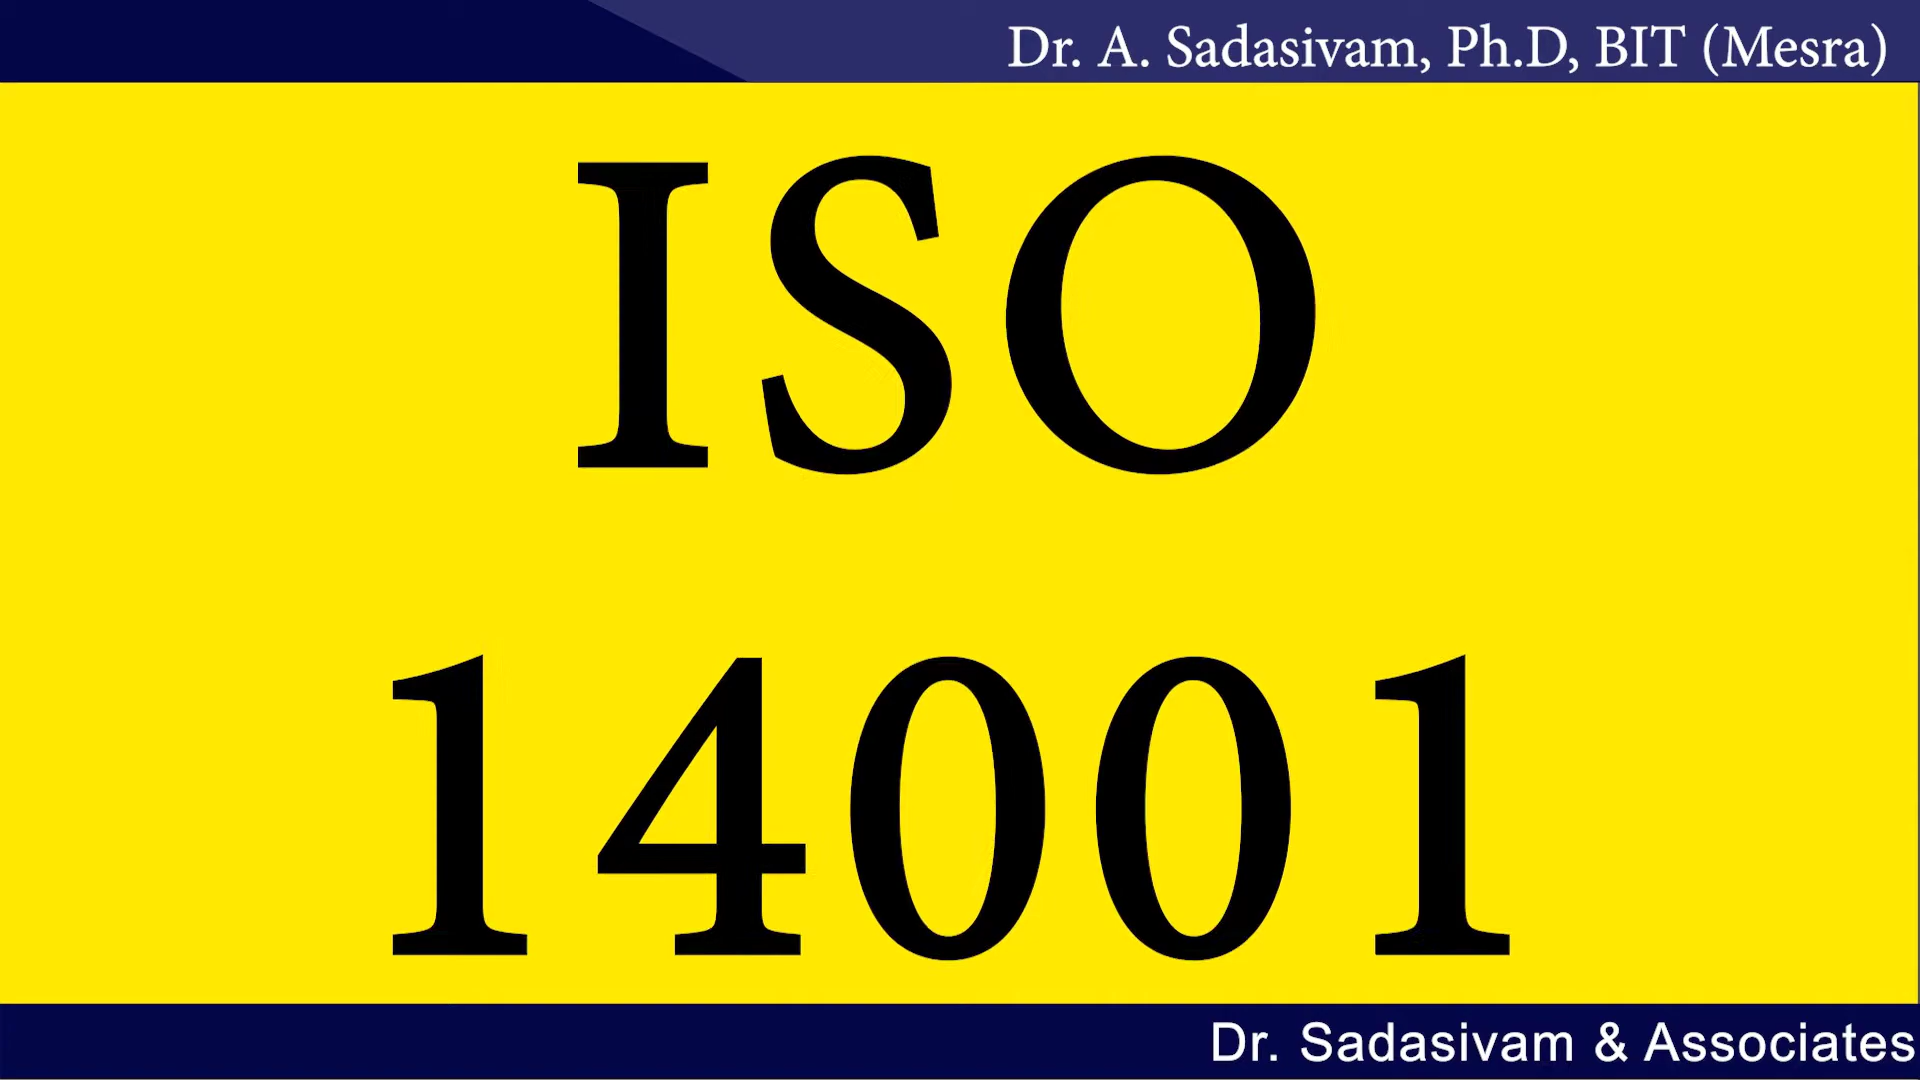 Dr. A. Sadasivam, Ph.D, BIT (Mesra)
ISO
14001
Dr. Sadasivam & Associates